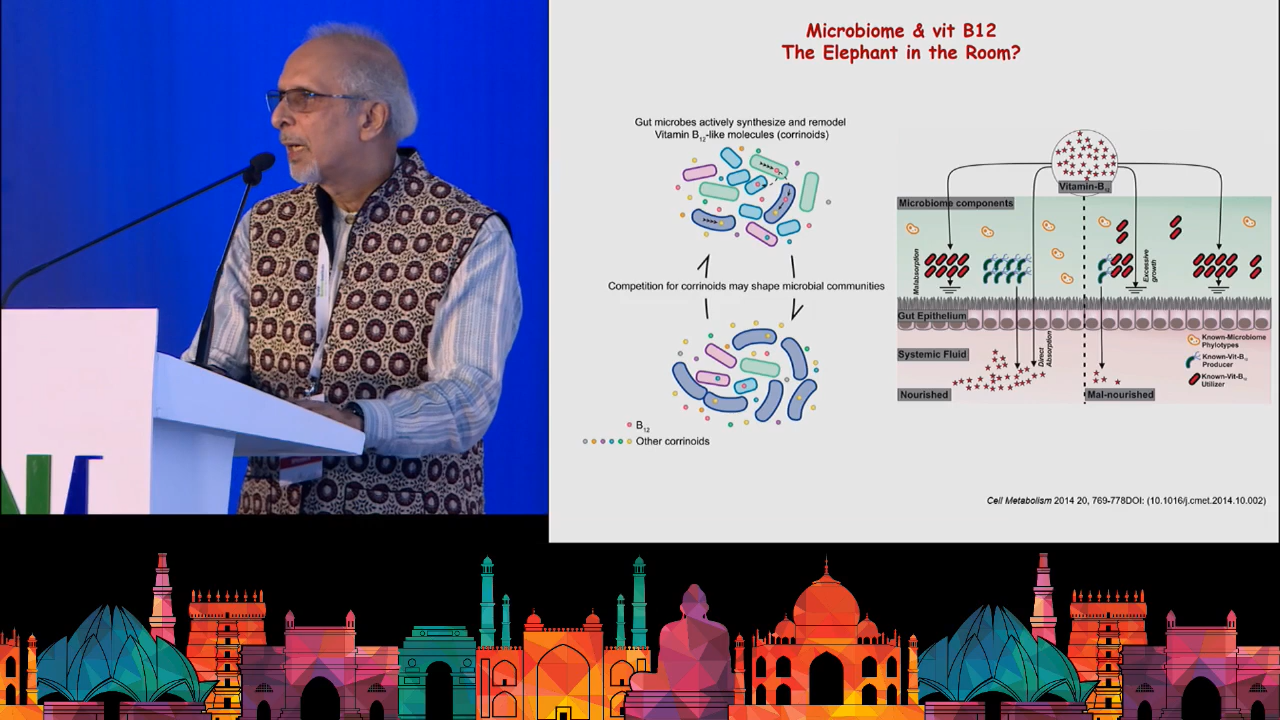 Microbiome & vit B12
The Elephant in the Room?
Gut microbes actively synthesize and remodel
Vitamin B12-like molecules (corrinoids)
Competition for corrinoids may shape microbial communities
B12
Other corrinoids
Vitamin-B12
Microbiome components
Malabsorption
Excessive
growth
Gut Epithelium
Direct
Absorption
Systemic Fluid
Known-Microbiome
Phylotypes
Known-Vit-B12
Producer
Known-Vit-B12
Utilizer
Nourished
Mal-nourished
Cell Metabolism 2014 20, 769-778DOI: (10.1016/j.cmet.2014.10.002)